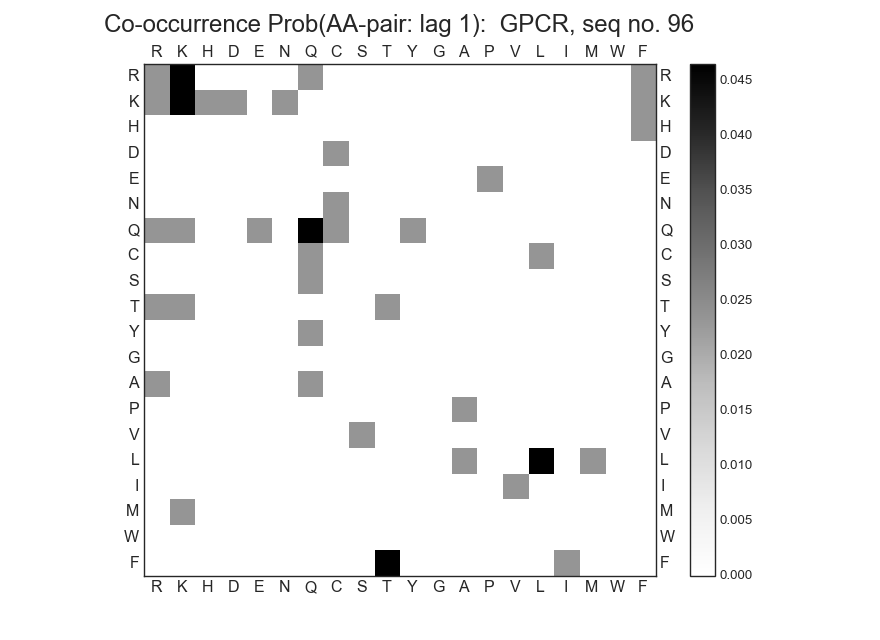 Co-occurrence Prob(AA-pair: lag 1):  GPCR, seq no. 96
R K H D E N Q C S T Y G A P V L I M W F
R R
K K
H H
D D
E E
N N
Q Q
C C
S S
T T
Y Y
G G
A A
P P
V V
L L
I I
M M
W W
F F
R K H D E N Q C S T Y G A P V L I M W F
0.045
0.040
0.035
0.030
0.025
0.020
0.015
0.010
0.005
0.000